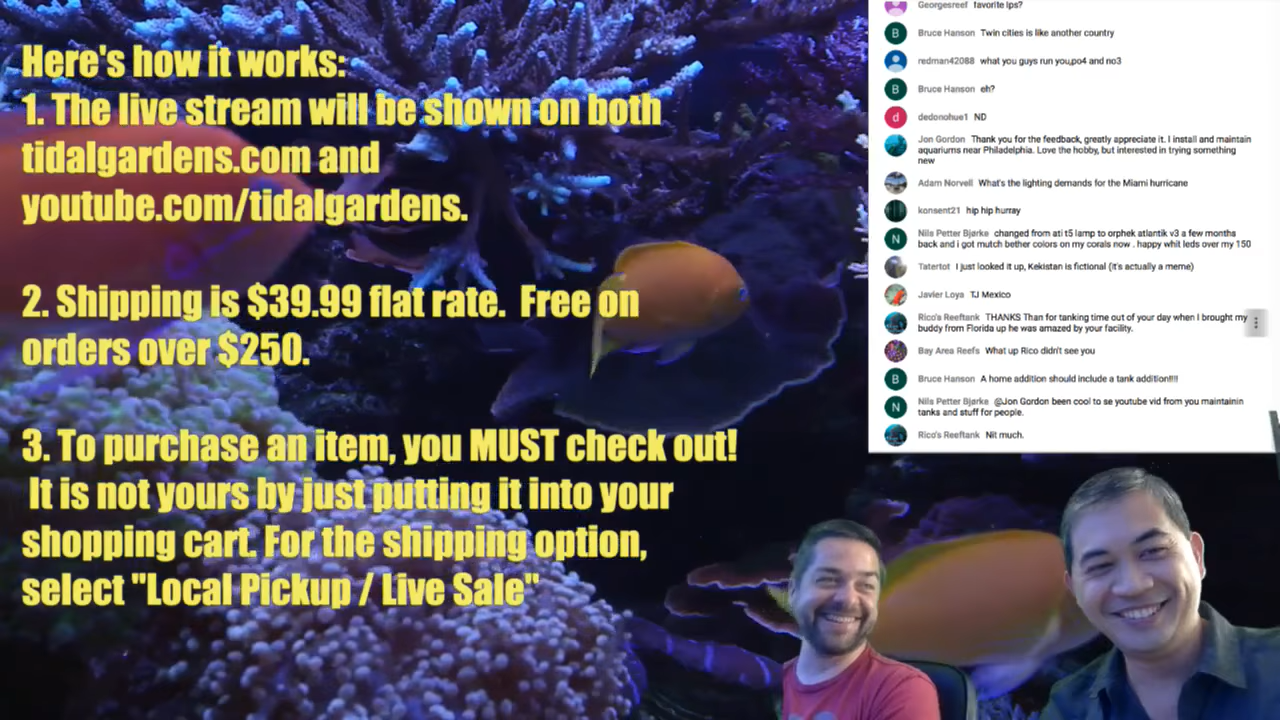 Here's how it works:
1. The live stream will be shown on both
tidalgardens.com and
youtube.com/tidalgardens.
2. Shipping is $39.99 flat rate. Free on
orders over $250.
3. To purchase an item, you MUST check out!
It is not yours by just putting it into your
shopping cart. For the shipping option,
select "Local Pickup / Live Sale"
Georgesreef favorite lps?
B Bruce Hanson Twin cities is like another country
redman42088 what you guys run you,po4 and no3
B Bruce Hanson eh?
d dedonohue1 ND
Jon Gordon Thank you for the feedback, greatly appreciate it. I install and maintain
aquariums near Philadelphia. Love the hobby, but interested in trying something
new
Adam Norvell What's the lighting demands for the Miami hurricane
konsent21 hip hip hurray
N Nils Petter Bjørke changed from ati t5 lamp to orphek atlantik v3 a few months
back and i got mutch bether colors on my corals now . happy whit leds over my 150
Tatertot I just looked it up, Kekistan is fictional (it's actually a meme)
Javier Loya TJ Mexico
Rico's Reeftank THANKS Than for tanking time out of your day when I brought my
buddy from Florida up he was amazed by your facility.
Bay Area Reefs What up Rico didn't see you
B Bruce Hanson A home addition should include a tank addition!!!!
N Nils Petter Bjørke @Jon Gordon been cool to se youtube vid from you maintainin
tanks and stuff for people.
Rico's Reeftank Nit much.